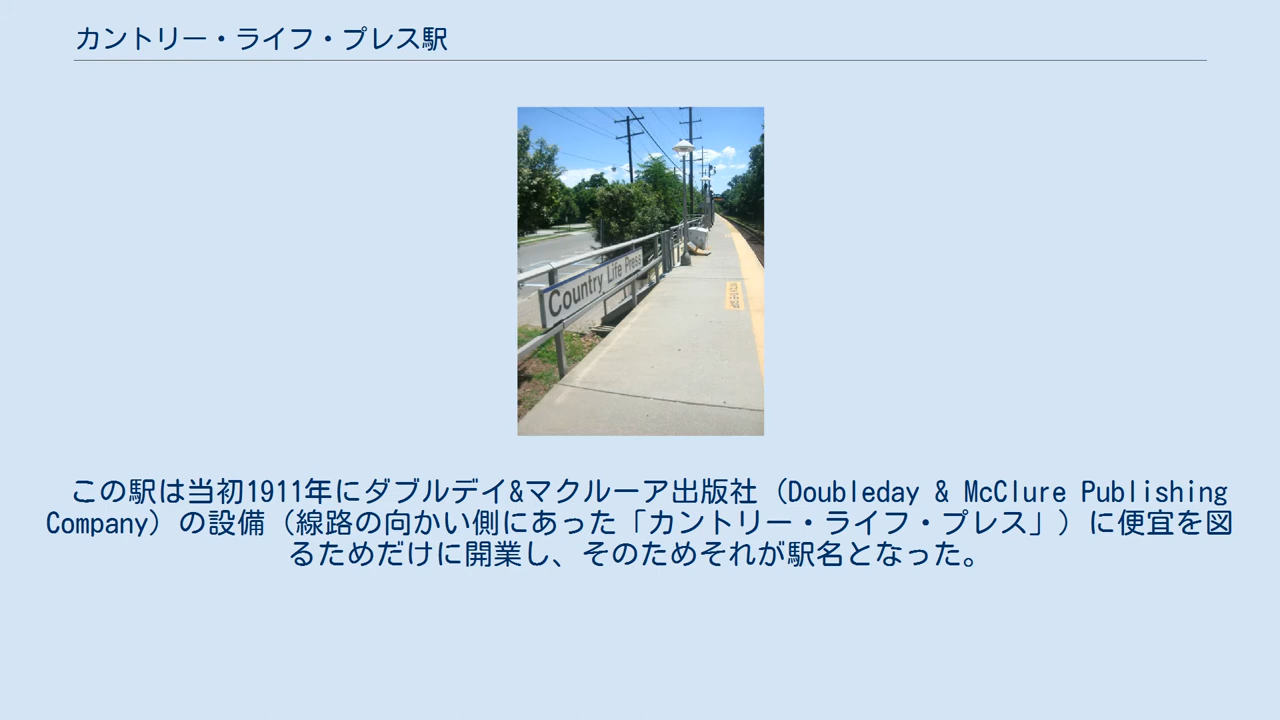 カントリー・ライフ・プレス駅
Country Life Press
この駅は当初1911年にダブルデイ&マクルーア出版社（Doubleday & McClure Publishing
Company）の設備（線路の向かい側にあった「カントリー・ライフ・プレス」）に便宜を図
るためだけに開業し、そのためそれが駅名となった。